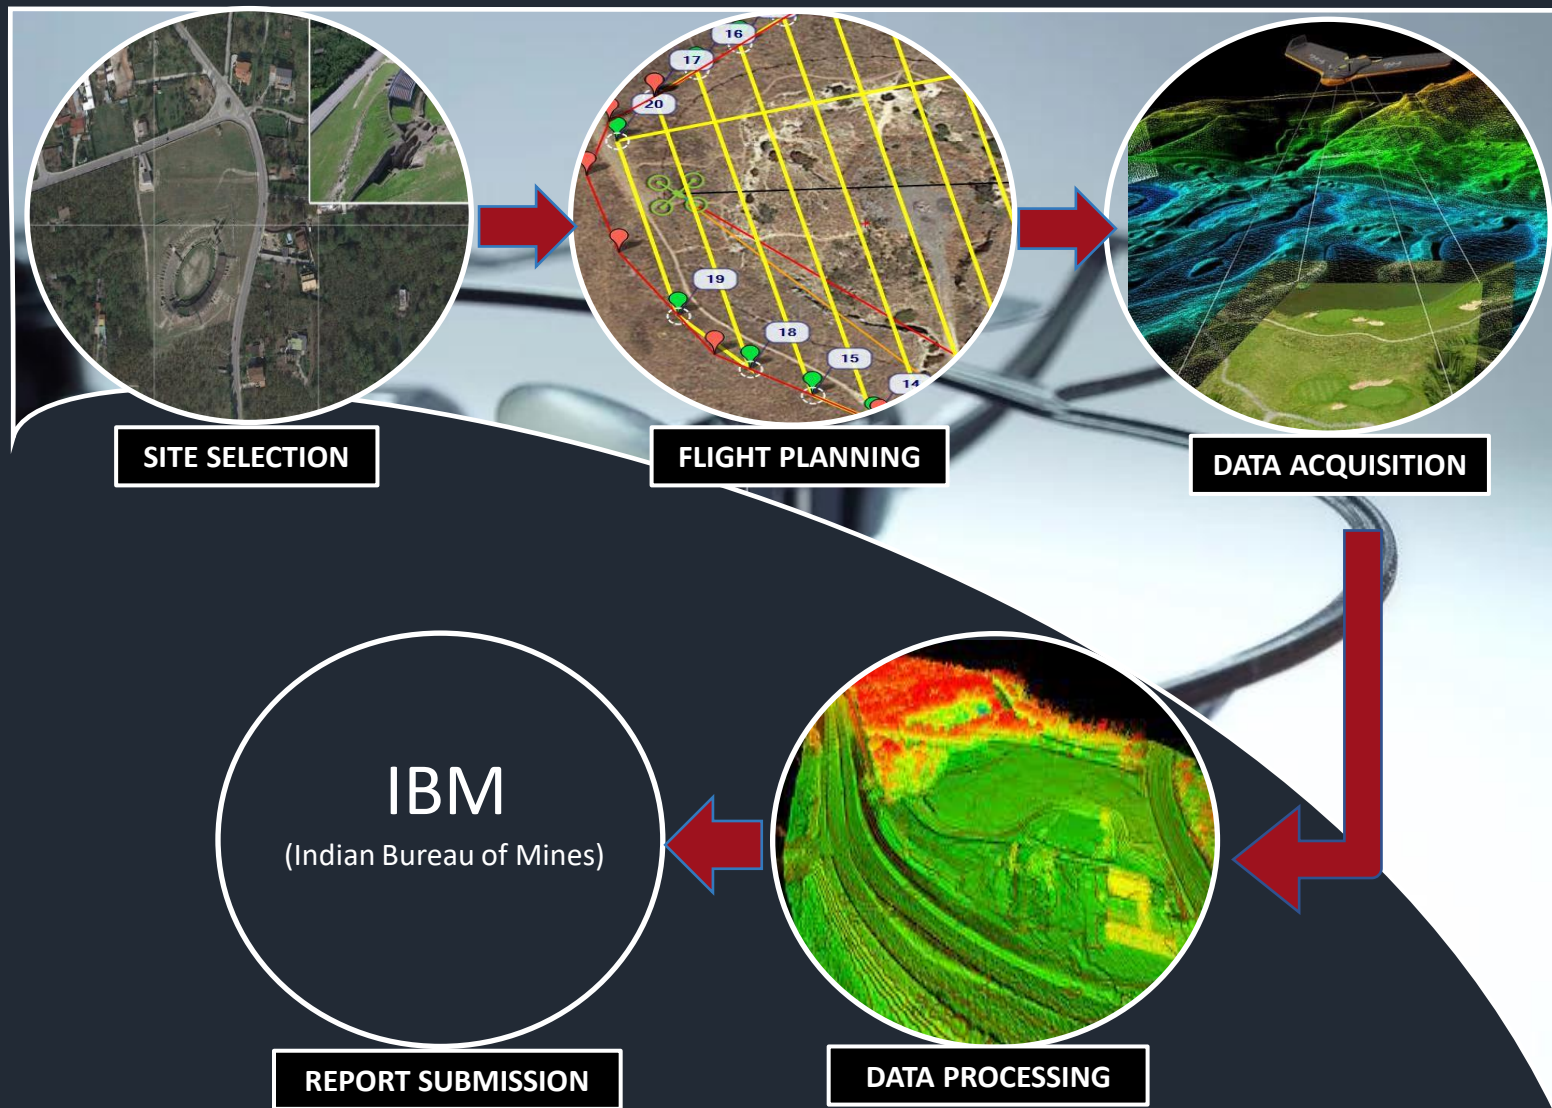 16
17
20
19
18
15
14
SITE SELECTION
FLIGHT PLANNING
DATA ACQUISITION
IBM
(Indian Bureau of Mines)
REPORT SUBMISSION
DATA PROCESSING